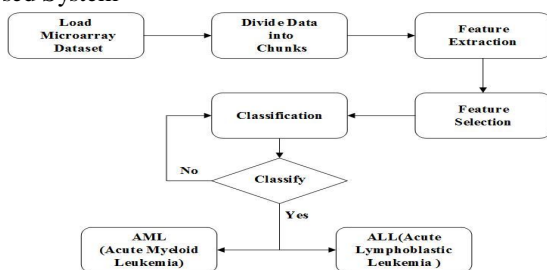 sed System
Load
Microarray
Dataset
Divide Data
into
Chunks
Feature
Extraction
Classification
Feature
Selection
No
Classify
Yes
AML
(Acute Myeloid
Leukemia)
ALL(Acute
Lymphoblastic
Leukemia )